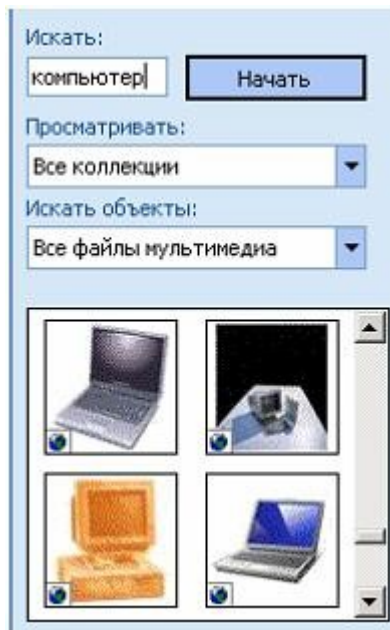 Искать:
компьютер
Начать
Просматривать:
Все коллекции
Искать объекты:
Все файлы мультимедиа